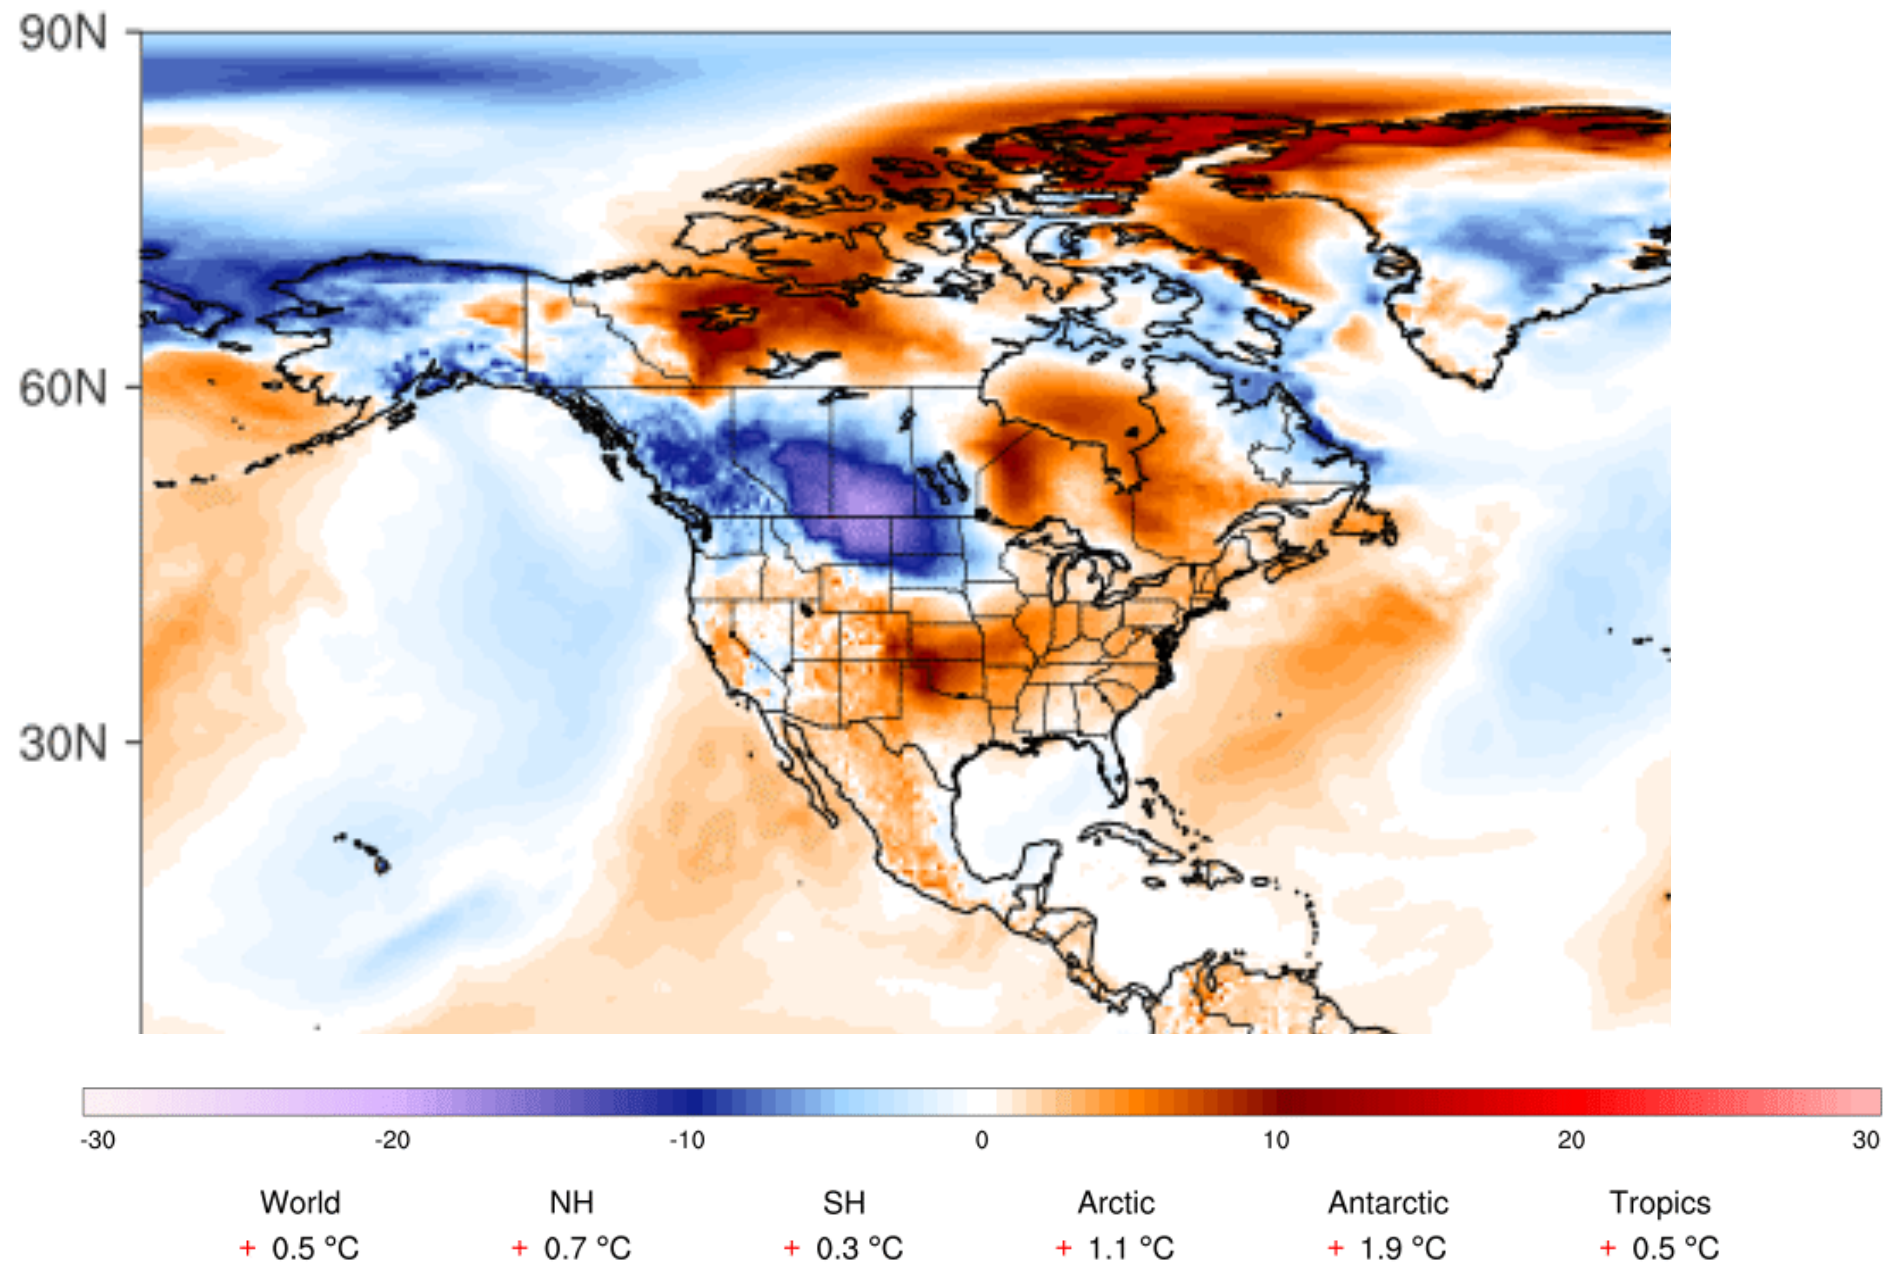 90N
60N
30N
-30 -20 -10 0 10 20 30
World NH SH Arctic Antarctic Tropics
+ 0.5 °C + 0.7 °C + 0.3 °C + 1.1 °C + 1.9 °C + 0.5 °C